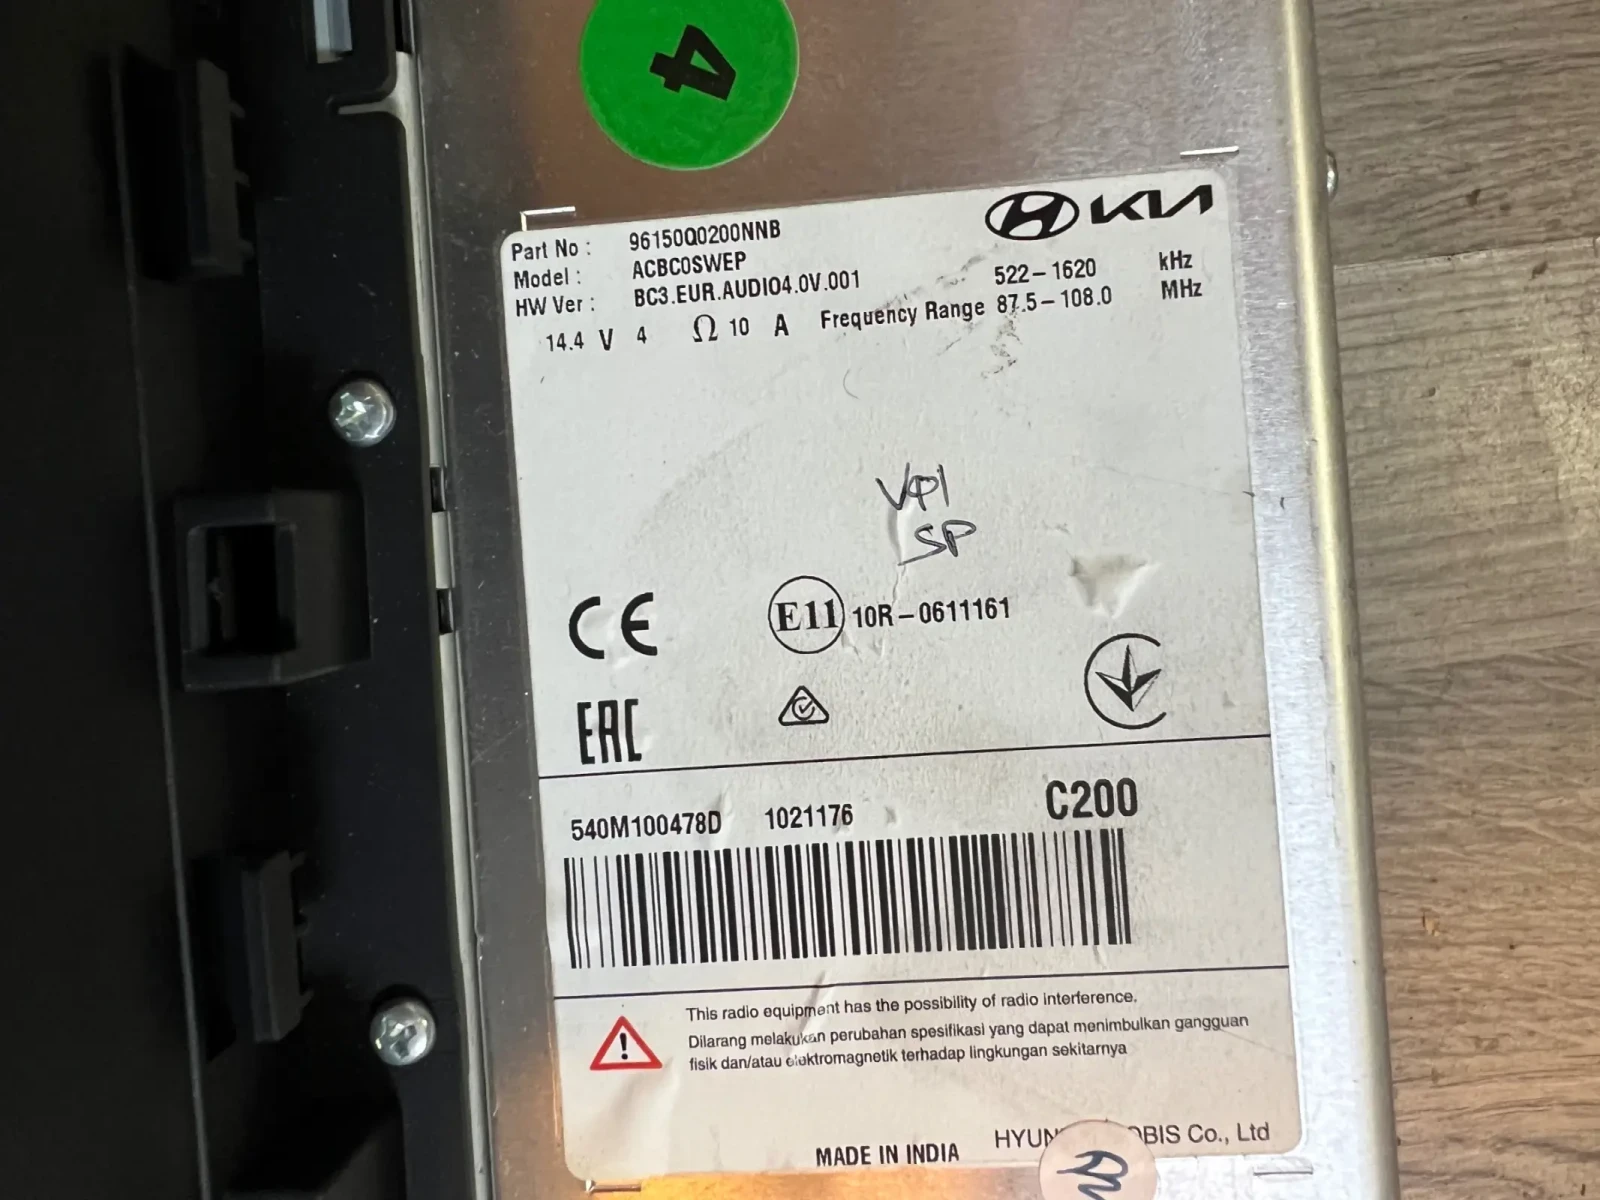 4
KIA
Part No : 96150Q0200NNB
Model : ACBC0SWEP
HW Ver : BC3.EUR.AUDIO4.0V.001
522-1620 kHz
14.4 V 4 Ω 10 A Frequency Range 87.5-108.0 MHz
SP
CE
E11 10R-0611161
EAC
540M100478D 1021176 C200
This radio equipment has the possibility of radio interference.
Dilarang melakukan perubahan spesifikasi yang dapat menimbulkan gangguan
fisik dan/atau elektromagnetik terhadap lingkungan sekitarnya
MADE IN INDIA Co., Ltd